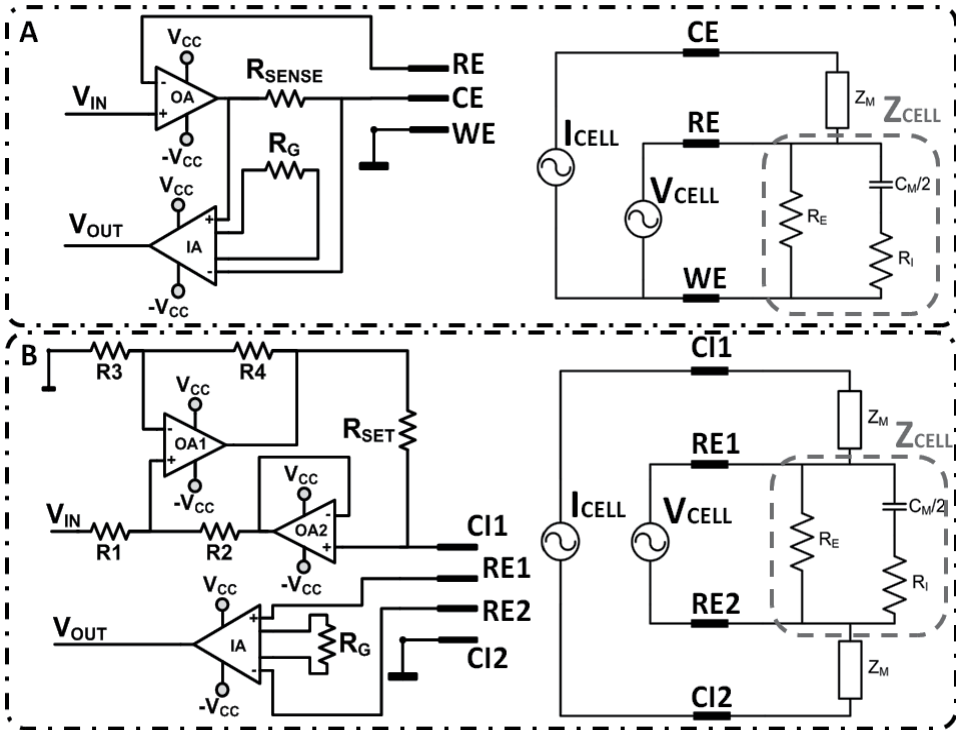 A
VCC
OA
-
+
VIN
-VCC
RSENSE
RE
CE
WE
RG
VCC
VOUT
IA
+
-
-VCC
CE
ZM
ZCELL
ICELL
RE
VCELL
CM/2
RE
RI
WE
B
R3
R4
VCC
OA1
-
+
-VCC
RSET
VIN
R1
R2
VCC
OA2
-
+
-VCC
CI1
RE1
RE2
CI2
VCC
VOUT
IA
+
-
RG
-VCC
CI1
ZM
ZCELL
RE1
ICELL
VCELL
CM/2
RE
RI
RE2
ZM
CI2